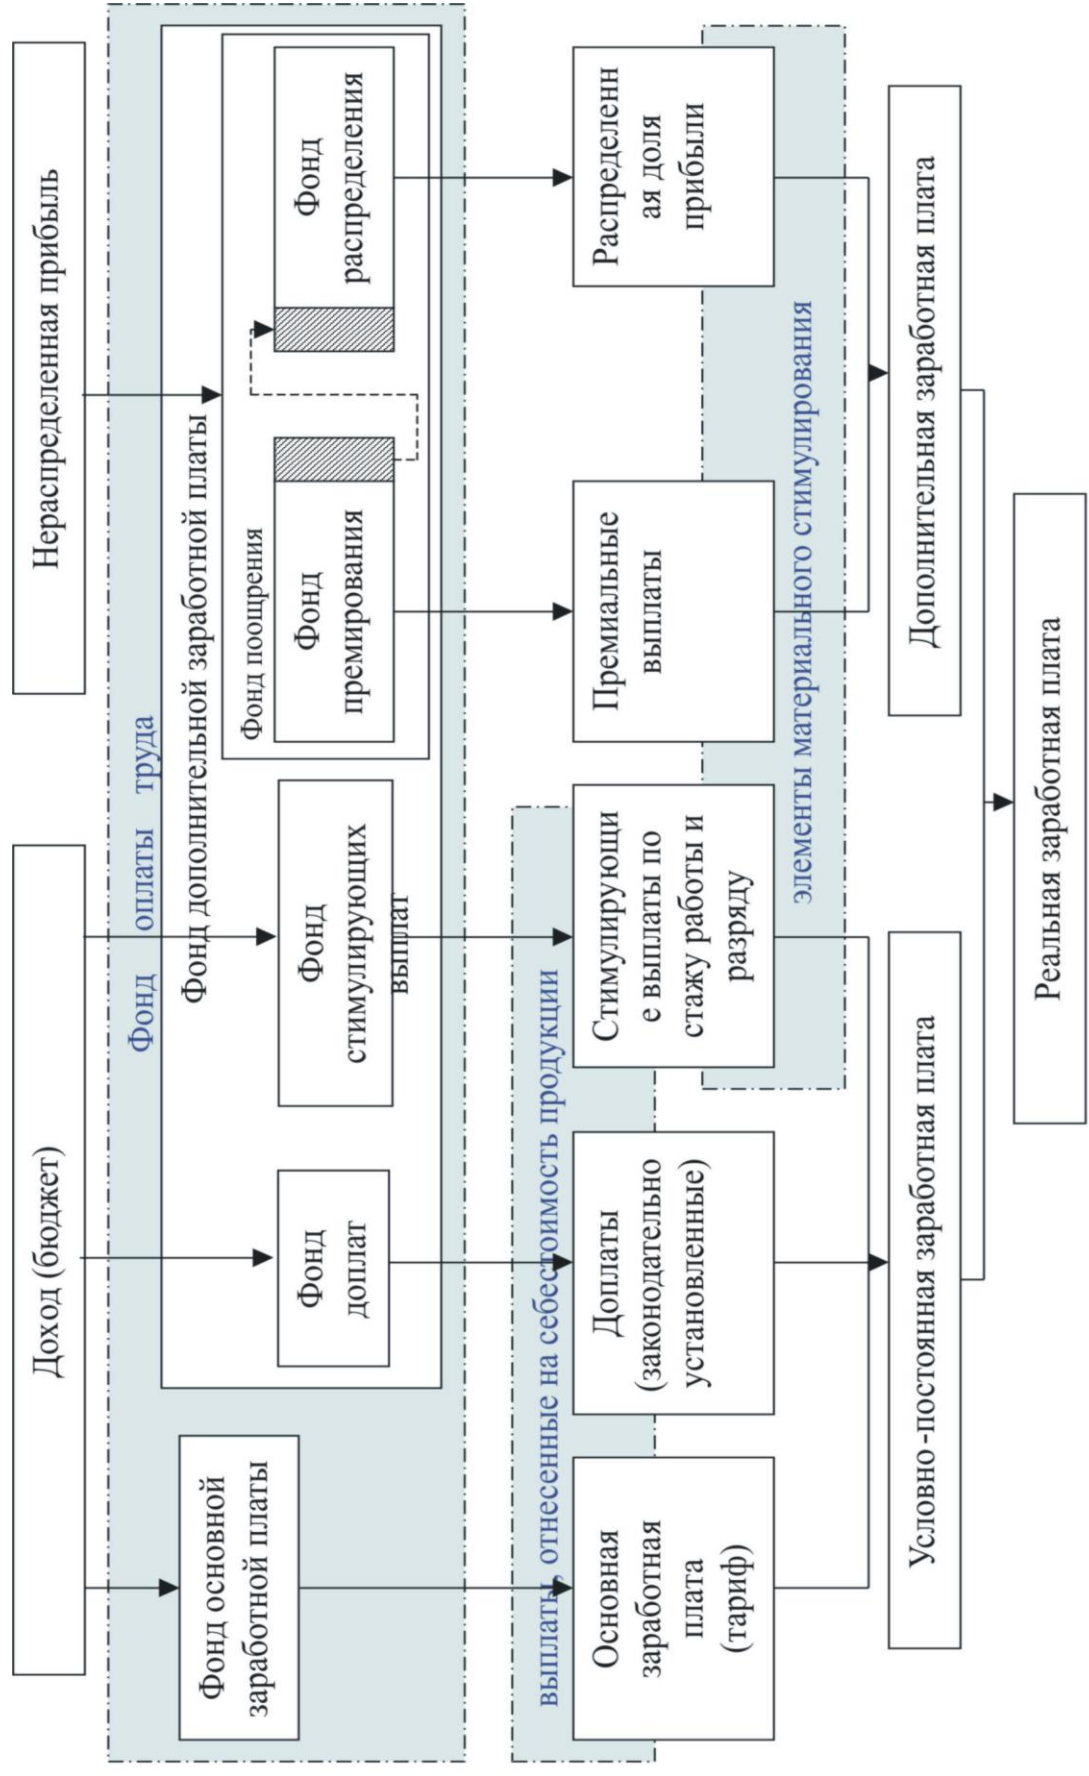 Доход (бюджет)
Нераспределенная прибыль
Фонд оплаты труда
Фонд основной
заработной платы
Фонд дополнительной заработной платы
Фонд
доплат
Фонд
стимулирующих
выплат
Фонд поощрения
Фонд
премирования
Фонд
распределения
выплаты, отнесенные на себестоимость продукции
Основная
заработная
плата
(тариф)
Доплаты
(законодательно
установленные)
Стимулирующи
е выплаты по
стажу работы и
разряду
Премиальные
выплаты
Распределенн
ая доля
прибыли
элементы материального стимулирования
Условно-постоянная заработная плата
Дополнительная заработная плата
Реальная заработная плата